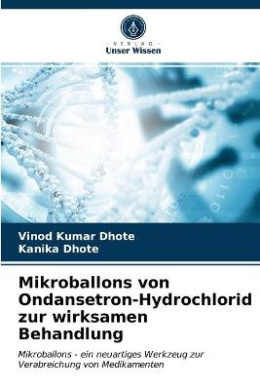 VERLAG
Unser Wissen
Vinod Kumar Dhote
Kanika Dhote
Mikroballons von
Ondansetron-Hydrochlorid
zur wirksamen
Behandlung
Mikroballons - ein neuartiges Werkzeug zur
Verabreichung von Medikamenten